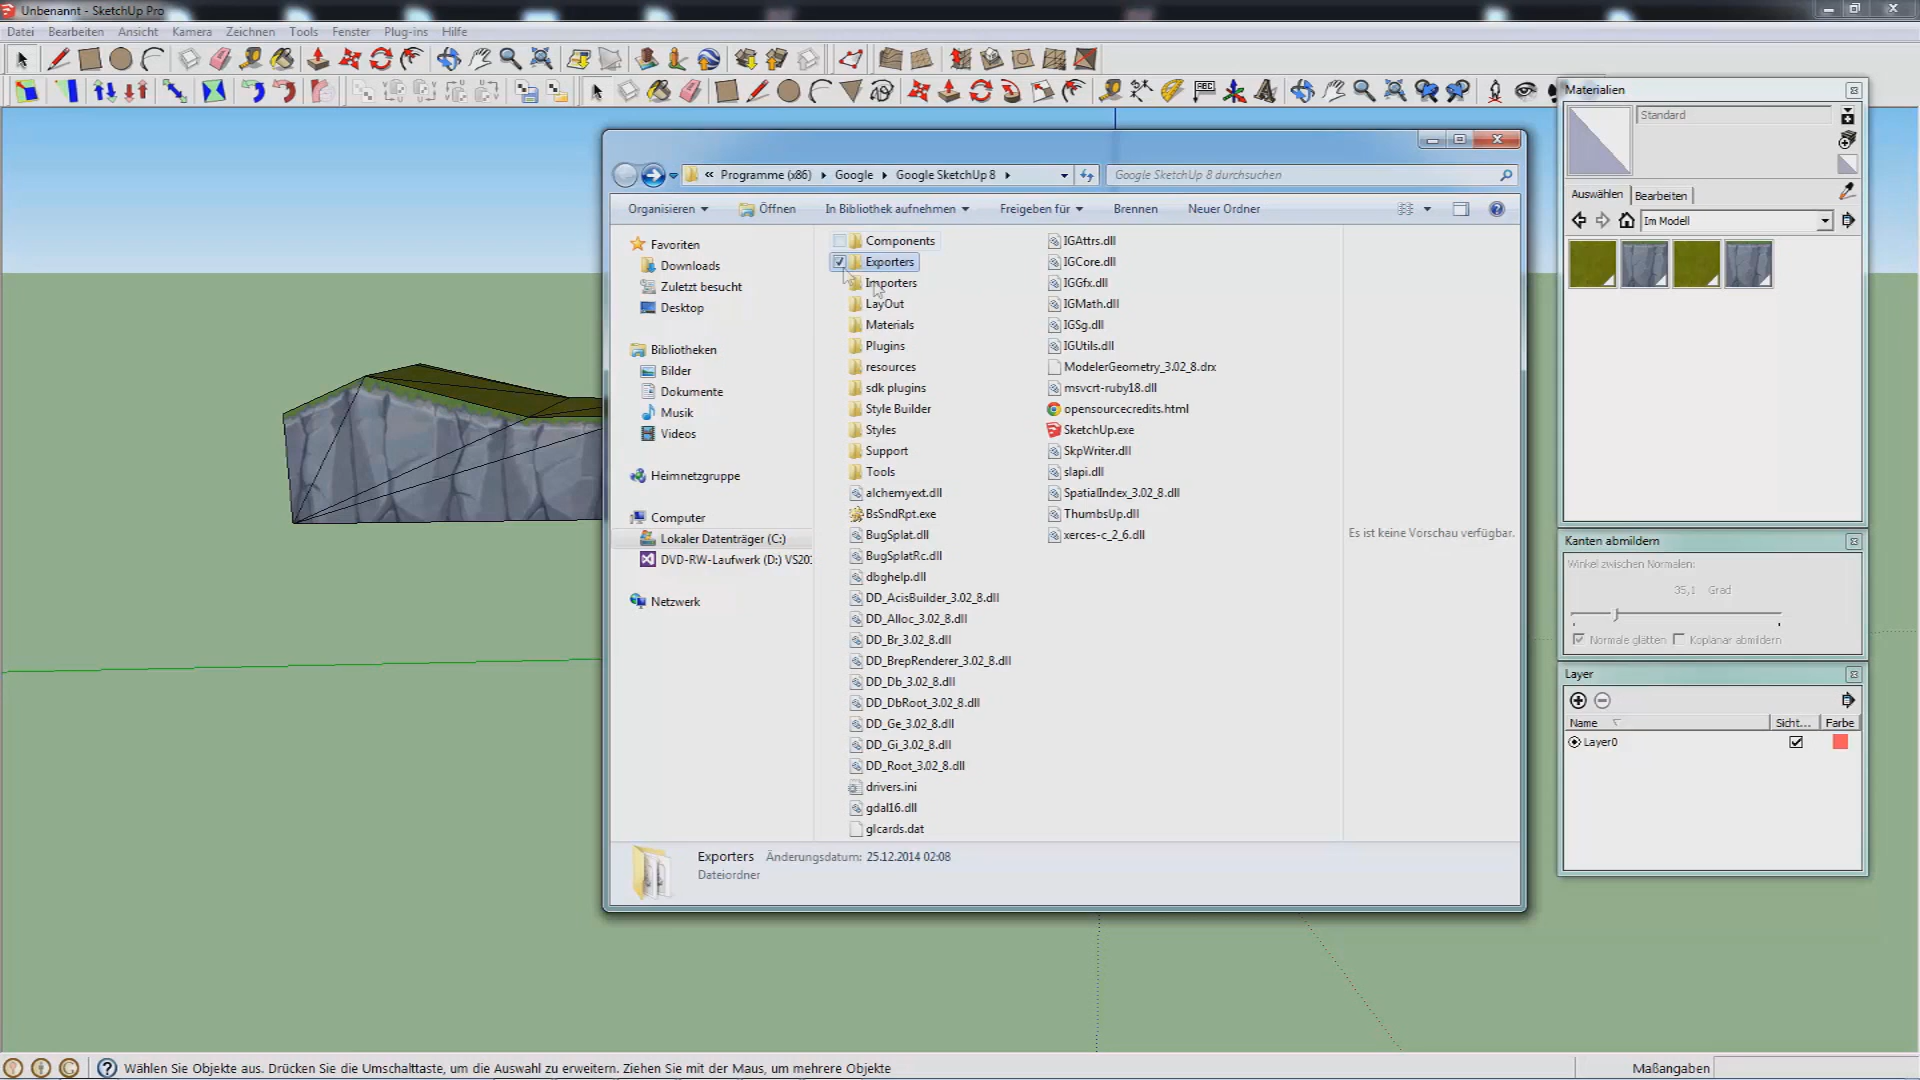 Unbenannt - SketchUp Pro
Datei Bearbeiten Ansicht Kamera Zeichnen Tools Fenster Plug-ins Hilfe
ABC
« Programme (x86) Google Google SketchUp 8
Google SketchUp 8 durchsuchen
Organisieren Öffnen In Bibliothek aufnehmen Freigeben für Brennen Neuer Ordner
Favoriten
Downloads
Zuletzt besucht
Desktop
Bibliotheken
Bilder
Dokumente
Musik
Videos
Heimnetzgruppe
Computer
Lokaler Datenträger (C:)
DVD-RW-Laufwerk (D:) VS20
Netzwerk
Components
Exporters
Importers
LayOut
Materials
Plugins
resources
sdk plugins
Style Builder
Styles
Support
Tools
alchemyext.dll
BsSndRpt.exe
BugSplat.dll
BugSplatRc.dll
dbghelp.dll
DD_AcisBuilder_3.02_8.dll
DD_Alloc_3.02_8.dll
DD_Br_3.02_8.dll
DD_BrepRenderer_3.02_8.dll
DD_Db_3.02_8.dll
DD_DbRoot_3.02_8.dll
DD_Ge_3.02_8.dll
DD_Gi_3.02_8.dll
DD_Root_3.02_8.dll
drivers.ini
gdal16.dll
glcards.dat
IGAttrs.dll
IGCore.dll
IGGfx.dll
IGMath.dll
IGSg.dll
IGUtils.dll
ModelerGeometry_3.02_8.drx
msvcrt-ruby18.dll
opensourcecredits.html
SketchUp.exe
SkpWriter.dll
slapi.dll
SpatialIndex_3.02_8.dll
ThumbsUp.dll
xerces-c_2_6.dll
Es ist keine Vorschau verfügbar.
Exporters Änderungsdatum: 25.12.2014 02:08
Dateiordner
Materialien
Standard
Auswählen Bearbeiten
Im Modell
Kanten abmildern
Winkel zwischen Normalen:
35,1 Grad
Normale glätten Koplanar abmildern
Layer
Name Sicht... Farbe
Layer0
Wählen Sie Objekte aus. Drücken Sie die Umschalttaste, um die Auswahl zu erweitern. Ziehen Sie mit der Maus, um mehrere Objekte
Maßangaben